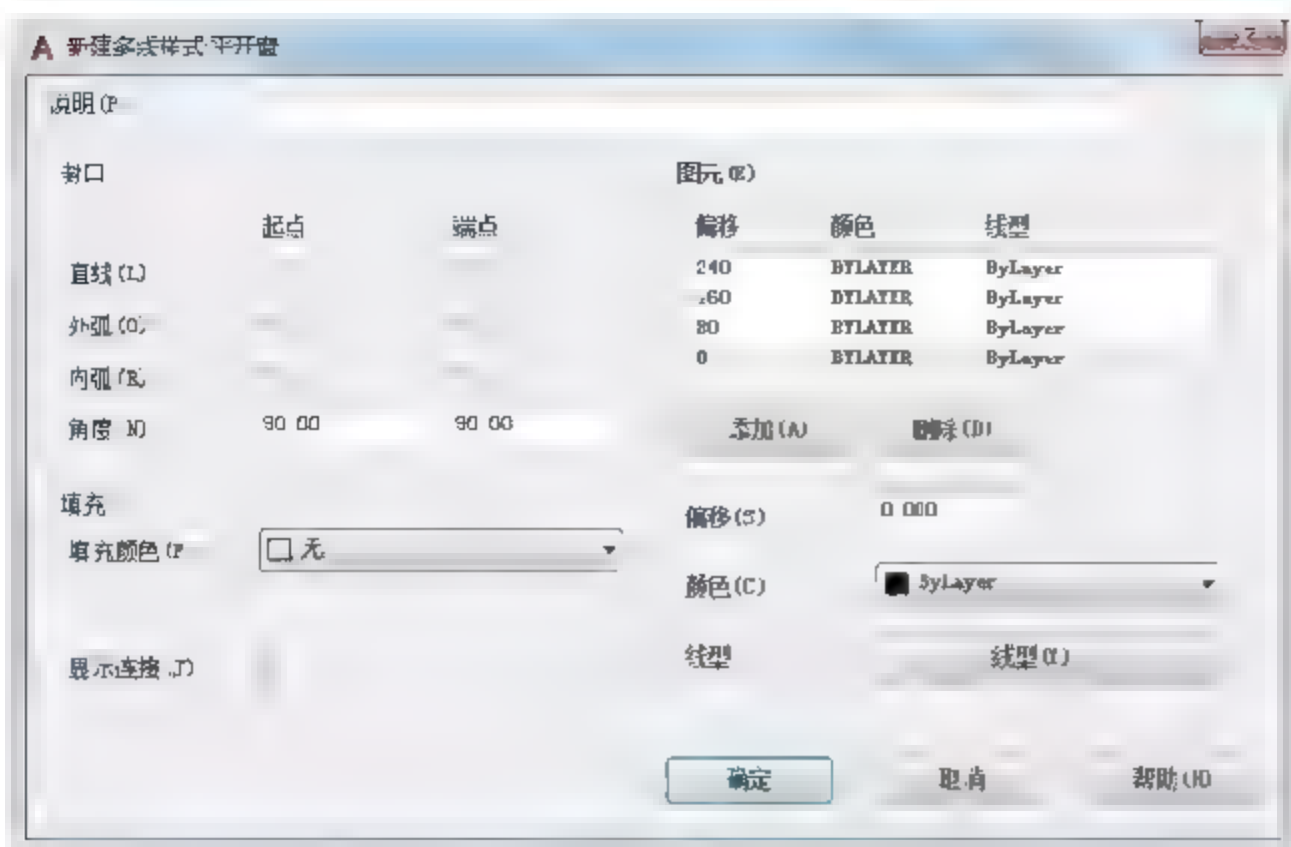 新建多线样式 平开窗
说明(P
封口
起点 端点
直线(L)
外弧(O)
内弧(R)
角度 N) 90 00 90 00
填充
填充颜色(F 无
显示连接 J)
图元(E)
偏移 颜色 线型
240 BYLAYER ByLayer
160 BYLAYER ByLayer
80 BYLAYER ByLayer
0 BYLAYER ByLayer
添加(A) 删除(D)
偏移(S) 0 000
颜色(C) ByLayer
线型 线型(Y)
确定 取消 帮助(H)